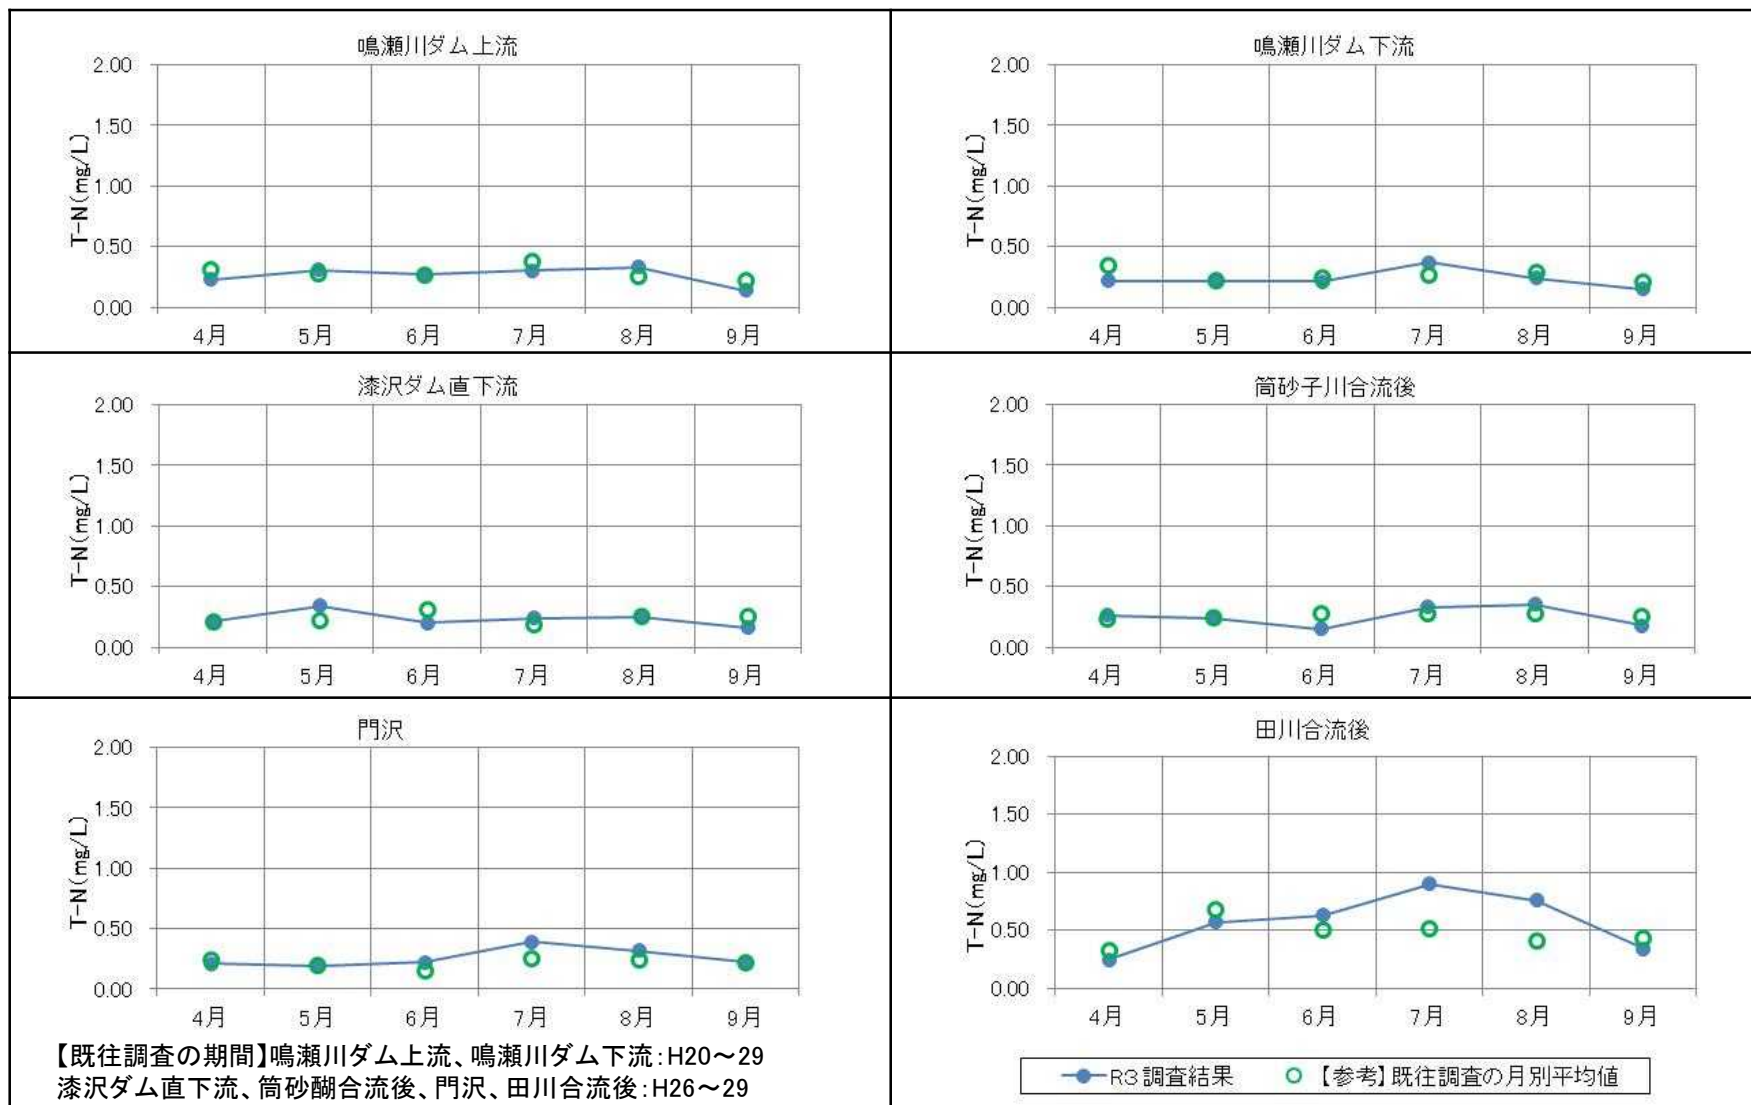 鳴瀬川ダム上流
2.00
1.50
1.00
0.50
0.00
T-N(mg/L)
4月 5月 6月 7月 8月 9月
鳴瀬川ダム下流
2.00
1.50
1.00
0.50
0.00
T-N(mg/L)
4月 5月 6月 7月 8月 9月
漆沢ダム直下流
2.00
1.50
1.00
0.50
0.00
T-N(mg/L)
4月 5月 6月 7月 8月 9月
筒砂子川合流後
2.00
1.50
1.00
0.50
0.00
T-N(mg/L)
4月 5月 6月 7月 8月 9月
門沢
2.00
1.50
1.00
0.50
0.00
T-N(mg/L)
4月 5月 6月 7月 8月 9月
田川合流後
2.00
1.50
1.00
0.50
0.00
T-N(mg/L)
4月 5月 6月 7月 8月 9月
【既往調査の期間】鳴瀬川ダム上流、鳴瀬川ダム下流:H20～29
漆沢ダム直下流、筒砂醐合流後、門沢、田川合流後:H26～29
R3調査結果 【参考】既往調査の月別平均値